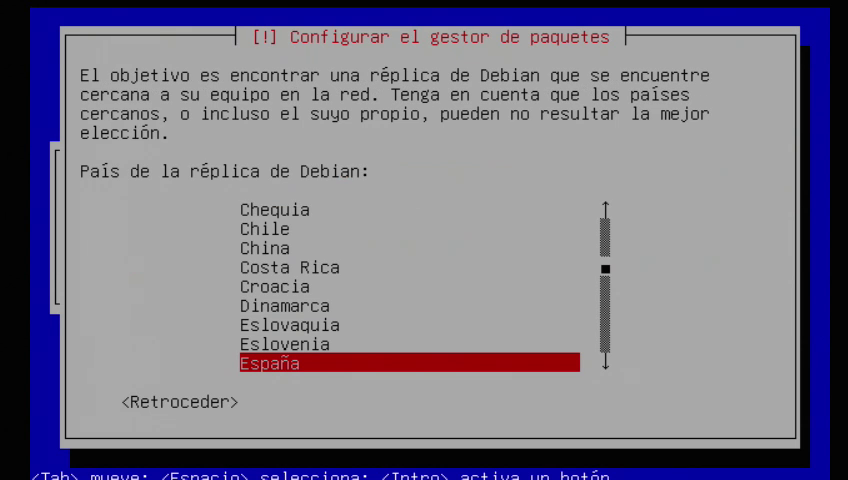 [!] Configurar el gestor de paquetes
El objetivo es encontrar una réplica de Debian que se encuentre
cercana a su equipo en la red. Tenga en cuenta que los países
cercanos, o incluso el suyo propio, pueden no resultar la mejor
elección.
País de la réplica de Debian:
Chequia
Chile
China
Costa Rica
Croacia
Dinamarca
Eslovaquia
Eslovenia
España
<Retroceder>
<Tab> mueve; <Espacio> selecciona; <Intro> activa un botón